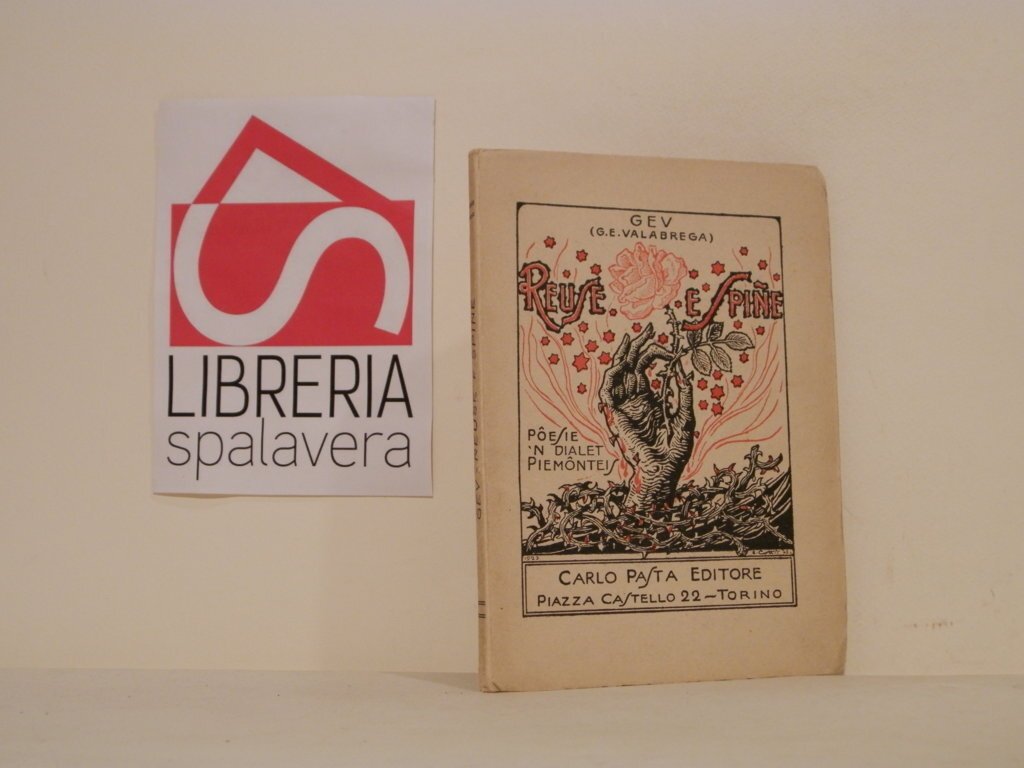 LIBRERIA
spalavera
GEV
(G.E.VALABREGA)
REUSE E SPIÑE
PÔESIE
'N DIALET
PIEMÔNTEIS
CARLO PASTA EDITORE
PIAZZA CASTELLO 22-TORINO